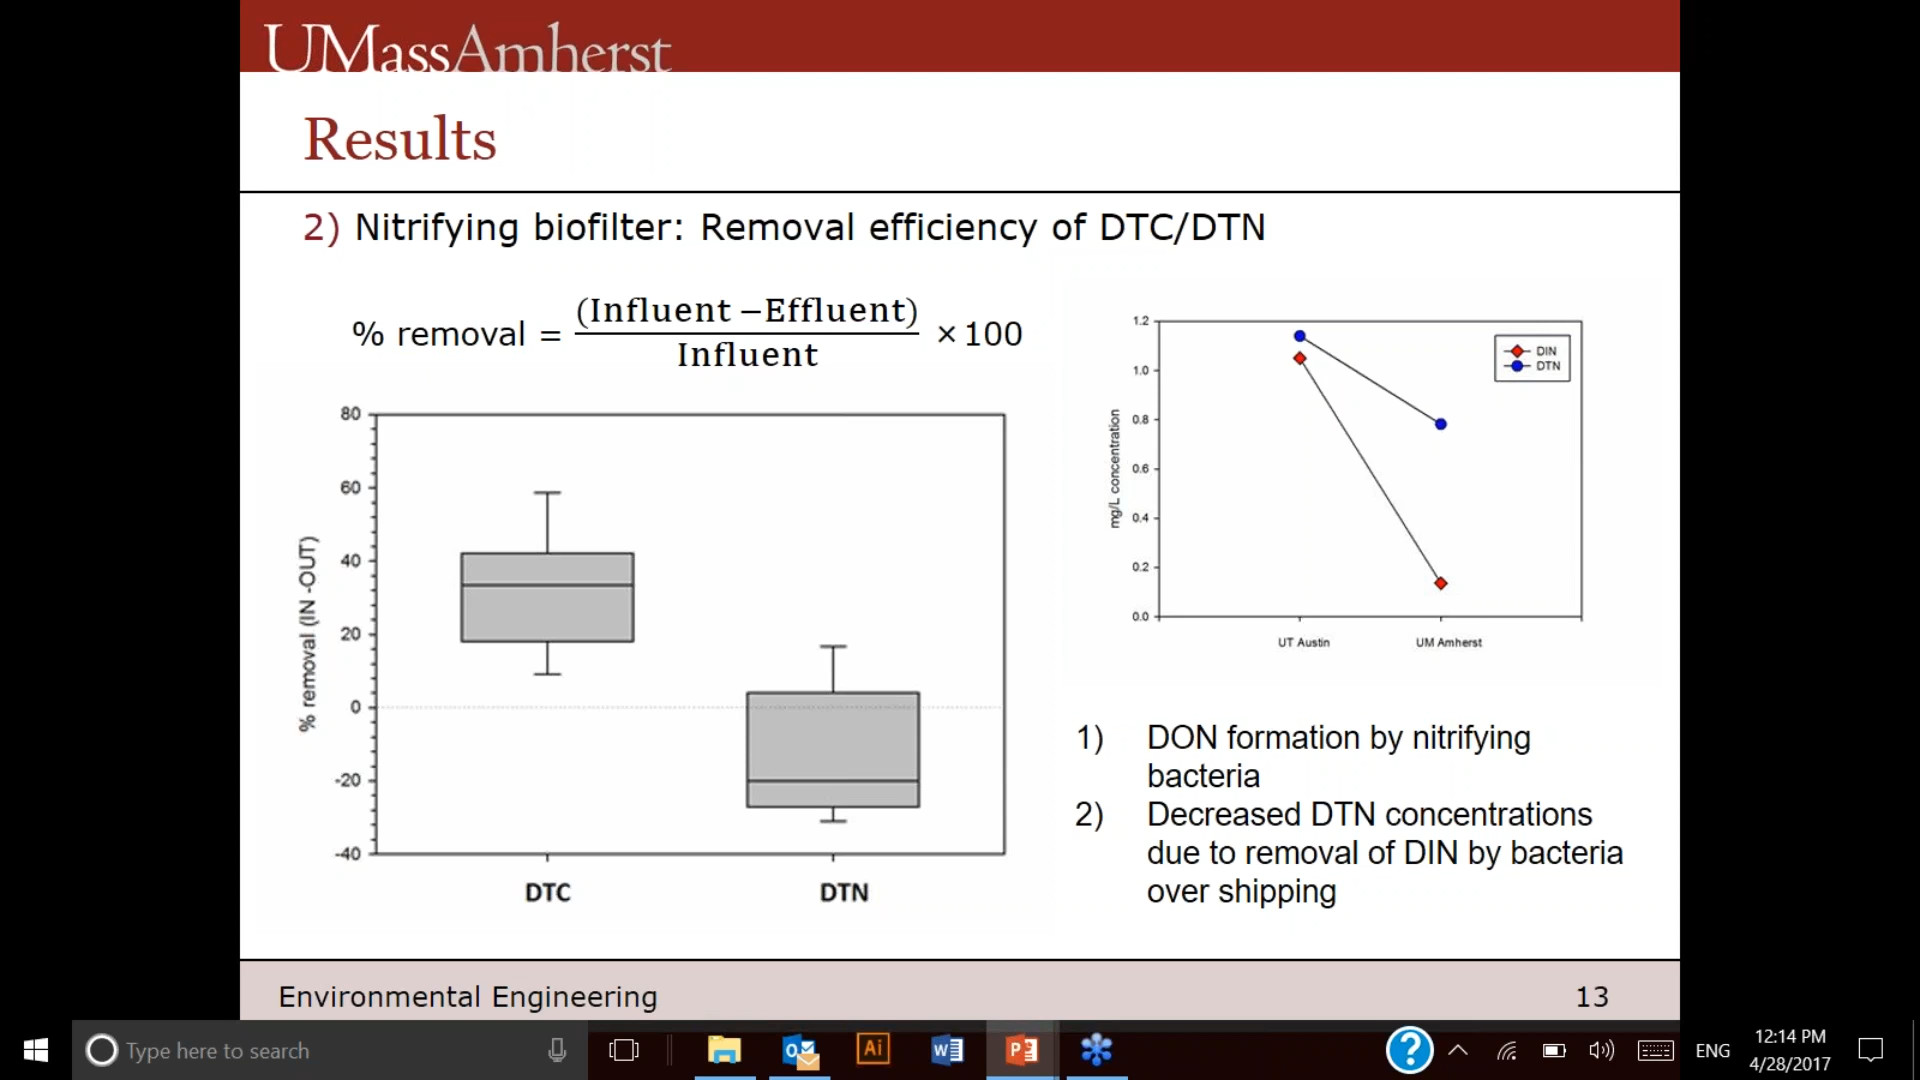 UMassAmherst
Results
2) Nitrifying biofilter: Removal efficiency of DTC/DTN
% removal = (Influent −Effluent) × 100
Influent
80
60
40
20
0
-20
-40
% removal (IN -OUT)
DTC
DTN
1.2
1.0
0.8
0.6
0.4
0.2
0.0
mg/L concentration
DIN
DTN
UT Austin
UM Amherst
1) DON formation by nitrifying
bacteria
2) Decreased DTN concentrations
due to removal of DIN by bacteria
over shipping
Environmental Engineering
13
Type here to search
Ai
ENG
12:14 PM
4/28/2017